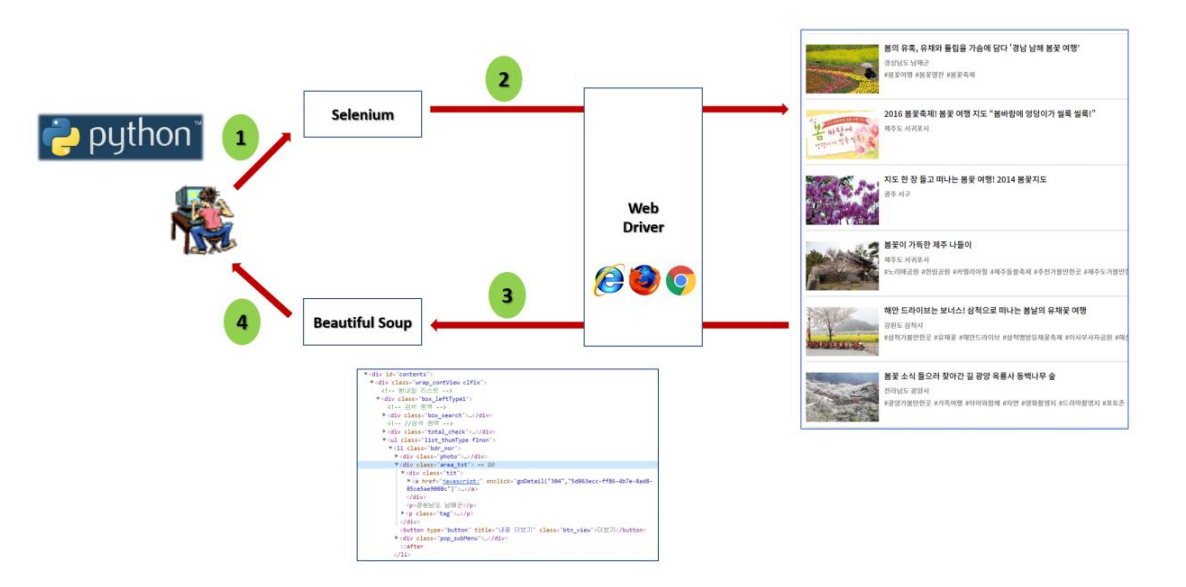 python™
1
Selenium
2
Web
Driver
3
Beautiful Soup
4
봄의 유혹, 유채와 튤립을 가슴에 담다 '경남 남해 봄꽃 여행'
경상남도 남해군
#봄꽃여행 #봄꽃열전 #봄꽃축제
봄바람에
2016 봄꽃축제! 봄꽃 여행 지도 "봄바람에 엉덩이가 씰룩 씰룩!"
제주도 서귀포시
지도 한 장 들고 떠나는 봄꽃 여행! 2014 봄꽃지도
광주 서구
봄꽃이 가득한 제주 나들이
제주도 서귀포시
#노리매공원 #한림공원 #카멜리아힐 #제주들불축제 #추천가볼만한곳 #제주도가볼만한
해안 드라이브는 보너스! 삼척으로 떠나는 봄날의 유채꽃 여행
강원도 삼척시
#삼척가볼만한곳 #유채꽃 #해안드라이브 #삼척맹방유채꽃축제 #이사부사자공원 #해
봄꽃 소식 들으러 찾아간 길 광양 옥룡사 동백나무 숲
전라남도 광양시
#광양가볼만한곳 #가족여행 #아이와함께 #자연 #영화촬영지 #드라마촬영지 #포토존
▼<div id="contents">
▼<div class="wrap_contView clfix">
<!-- 썸네일 리스트 -->
▼<div class="box_leftType1">
<!-- 검색 영역 -->
▶<div class="box_search">…</div>
<!-- //검색 영역 -->
▶<div class="total_check">…</div>
▼<ul class="list_thumType flnon">
▼<li class="bdr_nor">
▶<div class="photo">…</div>
▼<div class="area_txt"> == $0
▼<div class="tit">
▶<a href="javascript:" onclick="goDetail("304","5d063ecc-ff86-4b7e-8ad8-
05ce5ae9008c")">…</a>
</div>
<p>경상남도 남해군</p>
▶<p class="tag">…</p>
</div>
<button type="button" title="내용 더보기" class="btn_view">더보기</button>
▶<div class="pop_subMenu">…</div>
::after
</li>